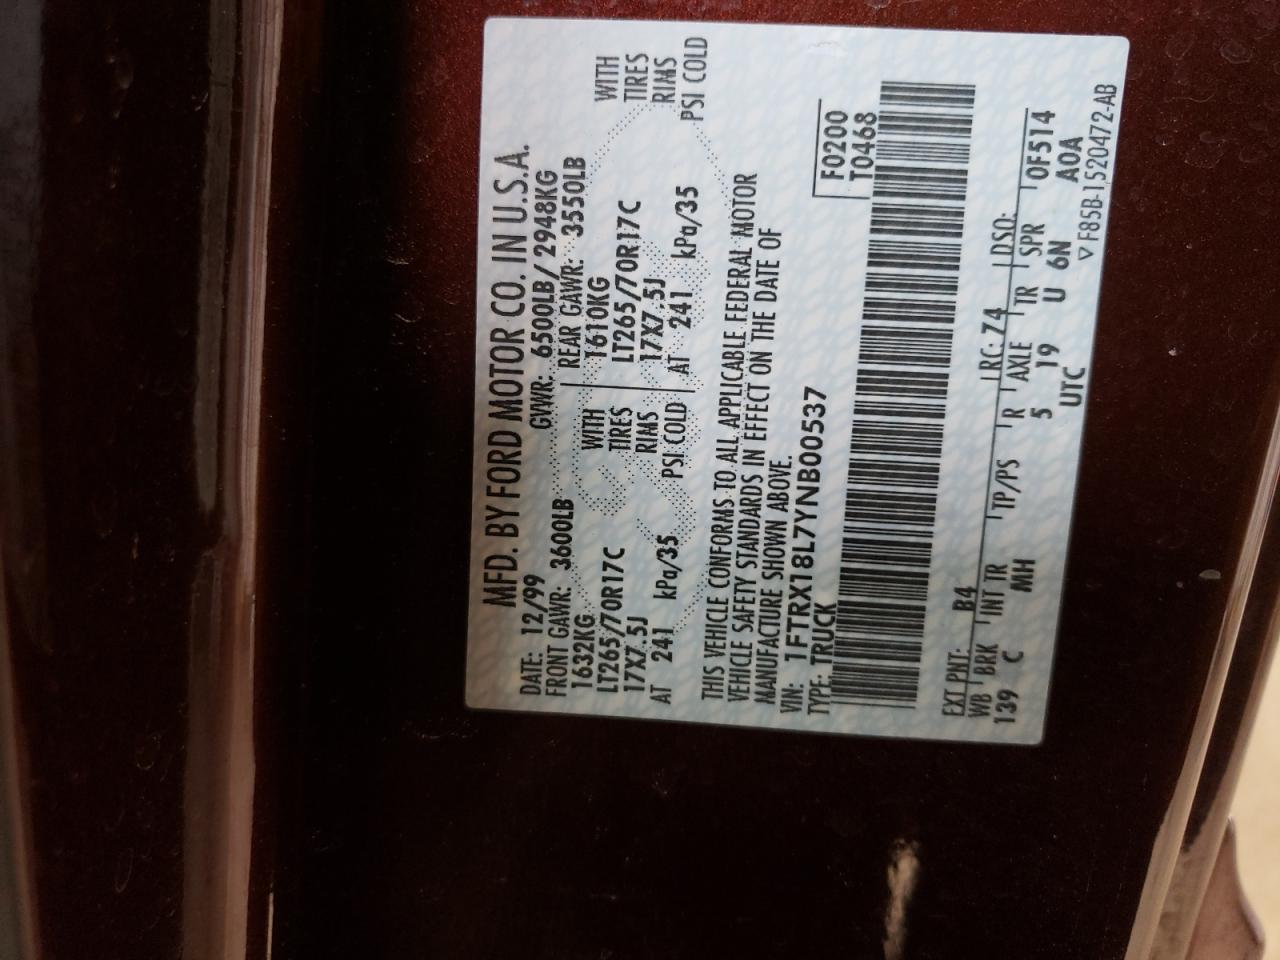 MFD. BY FORD MOTOR CO. IN U.S.A.
DATE: 12/99 GVWR: 6500LB/ 2948KG
FRONT GAWR: 3600LB REAR GAWR: 3550LB
1632KG WITH 1610KG WITH
LT265/70R17C TIRES LT265/70R17C TIRES
17X7.5J RIMS 17X7.5J RIMS
AT 241 kPa/35 PSI COLD AT 241 kPa/35 PSI COLD
THIS VEHICLE CONFORMS TO ALL APPLICABLE FEDERAL MOTOR
VEHICLE SAFETY STANDARDS IN EFFECT ON THE DATE OF
MANUFACTURE SHOWN ABOVE.
VIN: 1FTRX18L7YNB00537 F0200
TYPE: TRUCK T0468
EXT PNT: B4 RC: 74 DSO:
WB BRK INT TR TP/PS R AXLE TR SPR 0F514
139 C MH 5 19 U 6N A0A
UTC ▽ F85B-1520472-AB